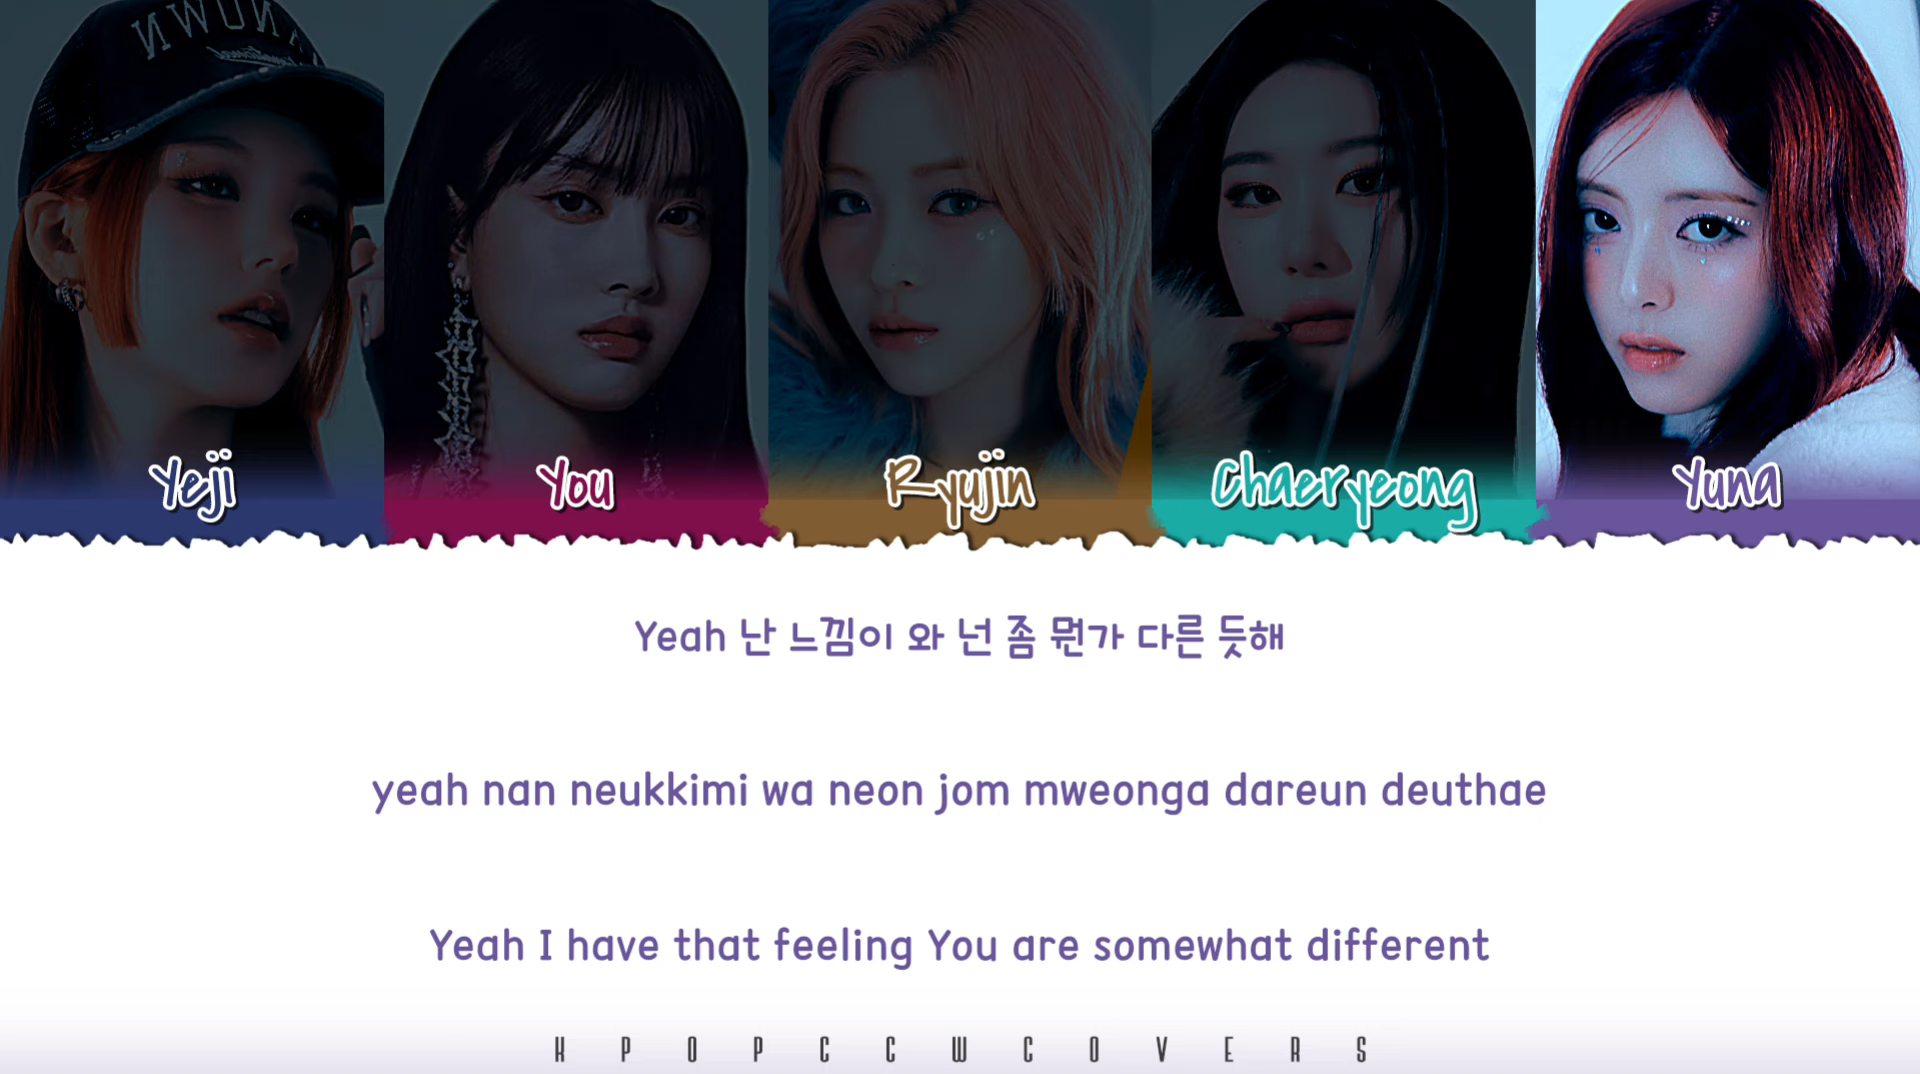 Yeji You Ryujin Chaeryeong Yuna
Yeah 난 느낌이 와 넌 좀 뭔가 다른 듯해
yeah nan neukkimi wa neon jom mweonga dareun deuthae
Yeah I have that feeling You are somewhat different
KPOPCCWCOVERS